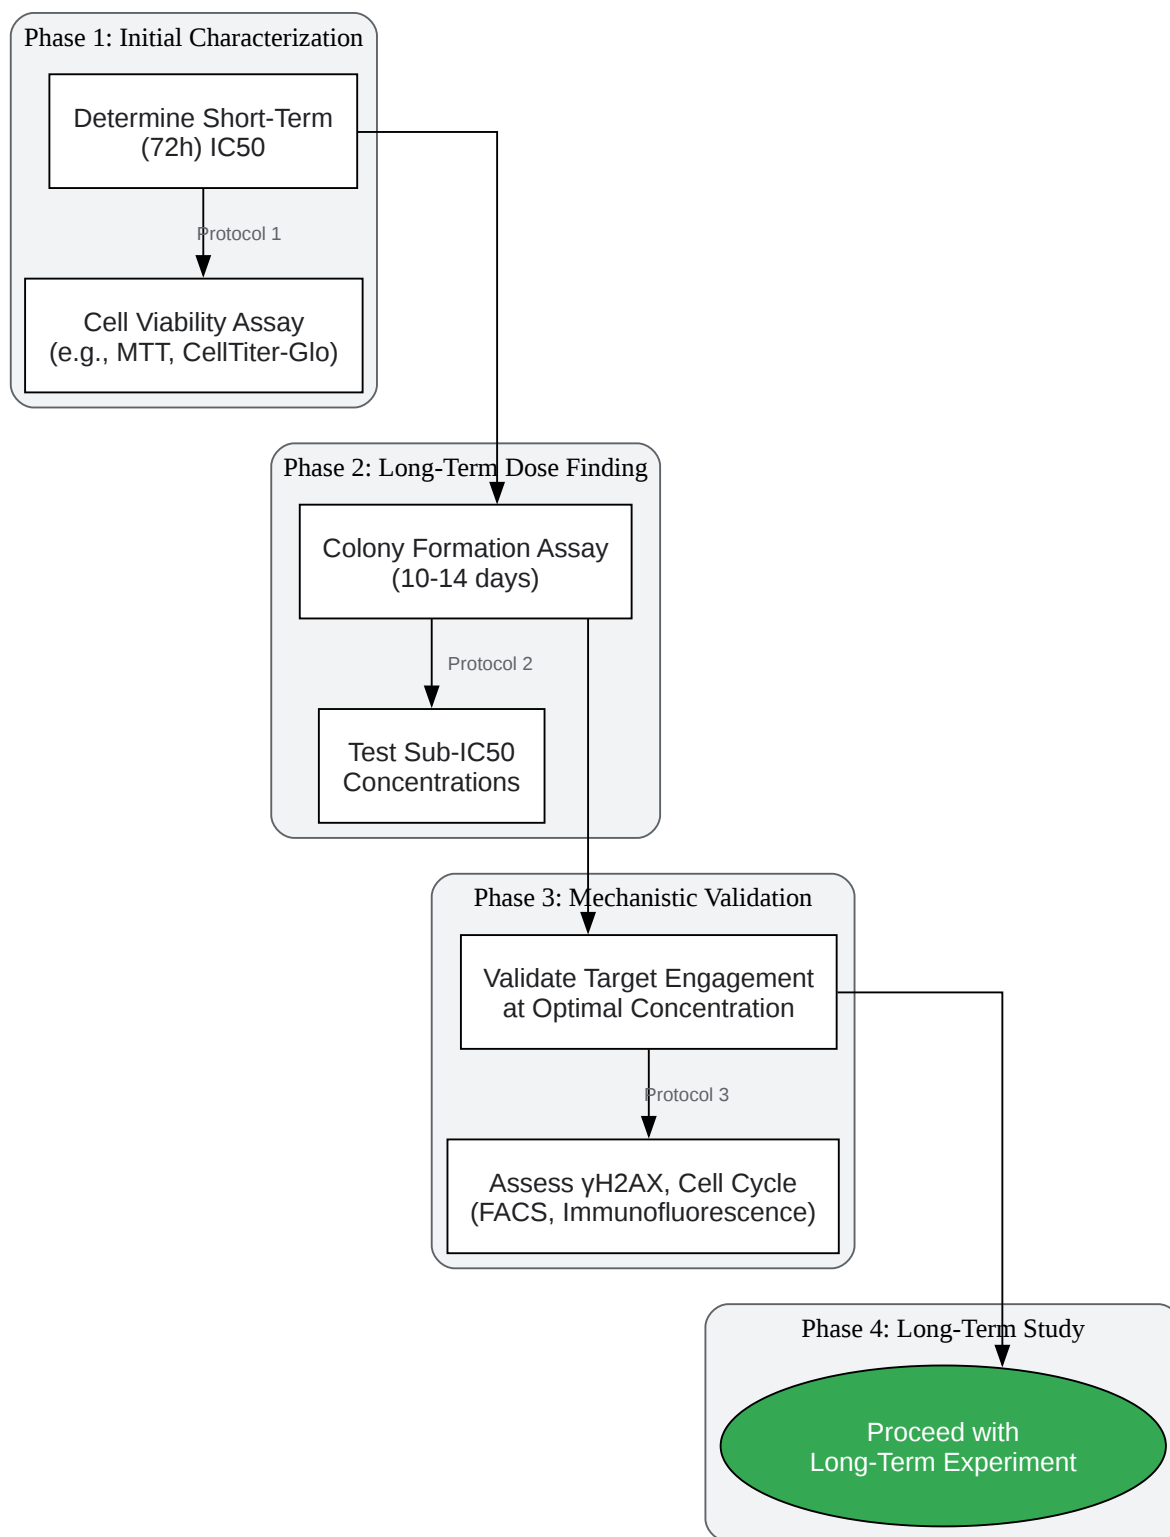 Phase 1: Initial Characterization
Determine Short-Term
(72h) IC50
Protocol 1
Cell Viability Assay
(e.g., MTT, CellTiter-Glo)
Phase 2: Long-Term Dose Finding
Colony Formation Assay
(10-14 days)
Protocol 2
Test Sub-IC50
Concentrations
Phase 3: Mechanistic Validation
Validate Target Engagement
at Optimal Concentration
Protocol 3
Assess γH2AX, Cell Cycle
(FACS, Immunofluorescence)
Phase 4: Long-Term Study
Proceed with
Long-Term Experiment